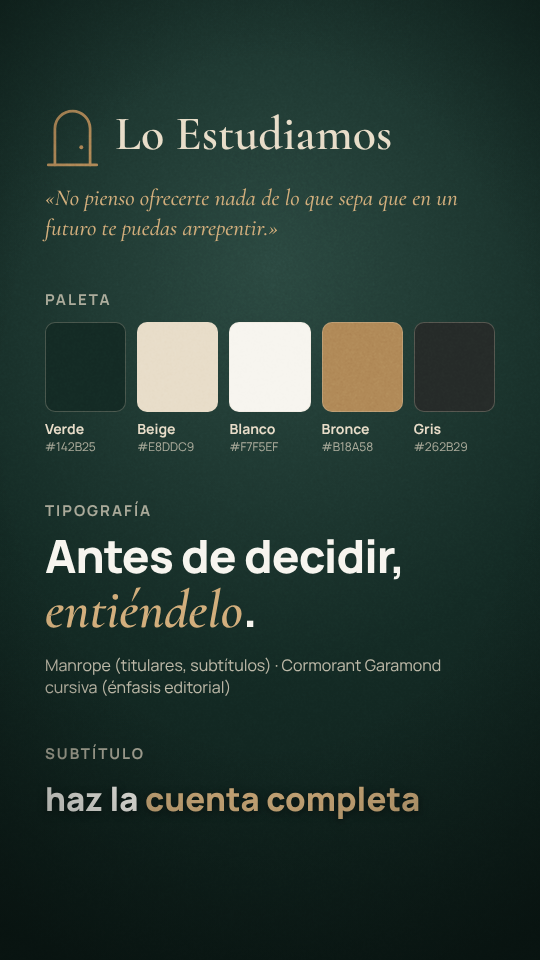 Lo Estudiamos
«No pienso ofrecerte nada de lo que sepa que en un
futuro te puedas arrepentir.»
PALETA
Verde
#142B25
Beige
#E8DDC9
Blanco
#F7F5EF
Bronce
#B18A58
Gris
#262B29
TIPOGRAFÍA
Antes de decidir,
entiéndelo.
Manrope (titulares, subtítulos) · Cormorant Garamond
cursiva (énfasis editorial)
SUBTÍTULO
haz la cuenta completa